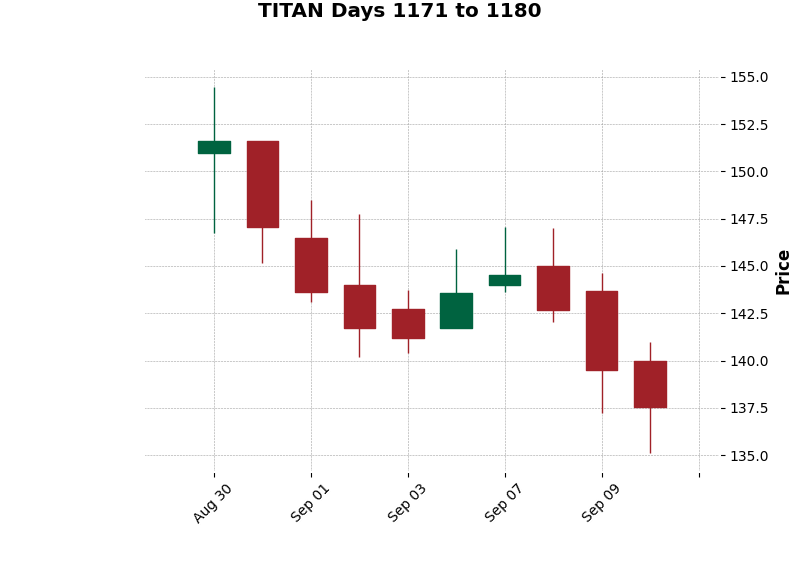 TITAN Days 1171 to 1180
155.0
152.5
150.0
147.5
145.0
142.5
140.0
137.5
135.0
Price
Aug 30
Sep 01
Sep 03
Sep 07
Sep 09